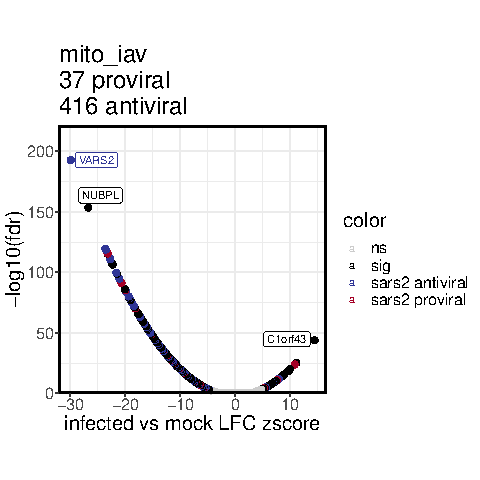 mito_iav
37 proviral
416 antiviral
200
150
100
50
0
−log10(fdr)
VARS2
NUBPL
C1orf43
−30
−20
−10
0
10
infected vs mock LFC zscore
color
a ns
a sig
a sars2 antiviral
a sars2 proviral